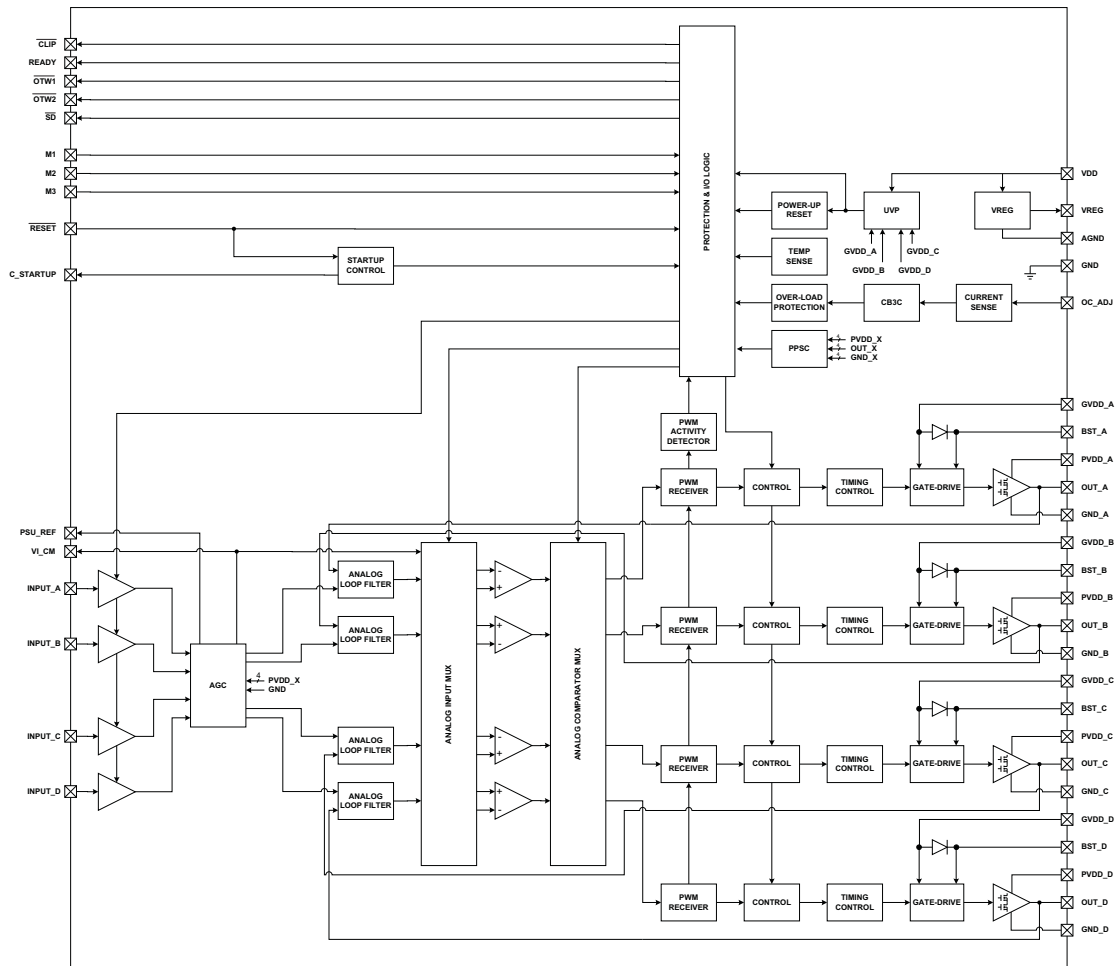 CLIP
READY
OTW1
OTW2
SD
M1
M2
M3
RESET
C_STARTUP
STARTUP
CONTROL
PROTECTION & I/O LOGIC
POWER-UP
RESET
UVP
VREG
GVDD_A
GVDD_C
GVDD_B
GVDD_D
TEMP
SENSE
OVER-LOAD
PROTECTION
CB3C
CURRENT
SENSE
PPSC
4
PVDD_X
4
OUT_X
4
GND_X
VDD
VREG
AGND
GND
OC_ADJ
PWM
ACTIVITY
DETECTOR
GVDD_A
BST_A
PVDD_A
OUT_A
GND_A
PWM
RECEIVER
CONTROL
TIMING
CONTROL
GATE-DRIVE
PSU_REF
VI_CM
INPUT_A
INPUT_B
INPUT_C
INPUT_D
AGC
4
PVDD_X
GND
ANALOG
LOOP FILTER
ANALOG
LOOP FILTER
ANALOG
LOOP FILTER
ANALOG
LOOP FILTER
ANALOG INPUT MUX
-
+
+
-
-
+
+
-
ANALOG COMPARATOR MUX
GVDD_B
BST_B
PVDD_B
OUT_B
GND_B
PWM
RECEIVER
CONTROL
TIMING
CONTROL
GATE-DRIVE
GVDD_C
BST_C
PVDD_C
OUT_C
GND_C
PWM
RECEIVER
CONTROL
TIMING
CONTROL
GATE-DRIVE
GVDD_D
BST_D
PVDD_D
OUT_D
GND_D
PWM
RECEIVER
CONTROL
TIMING
CONTROL
GATE-DRIVE